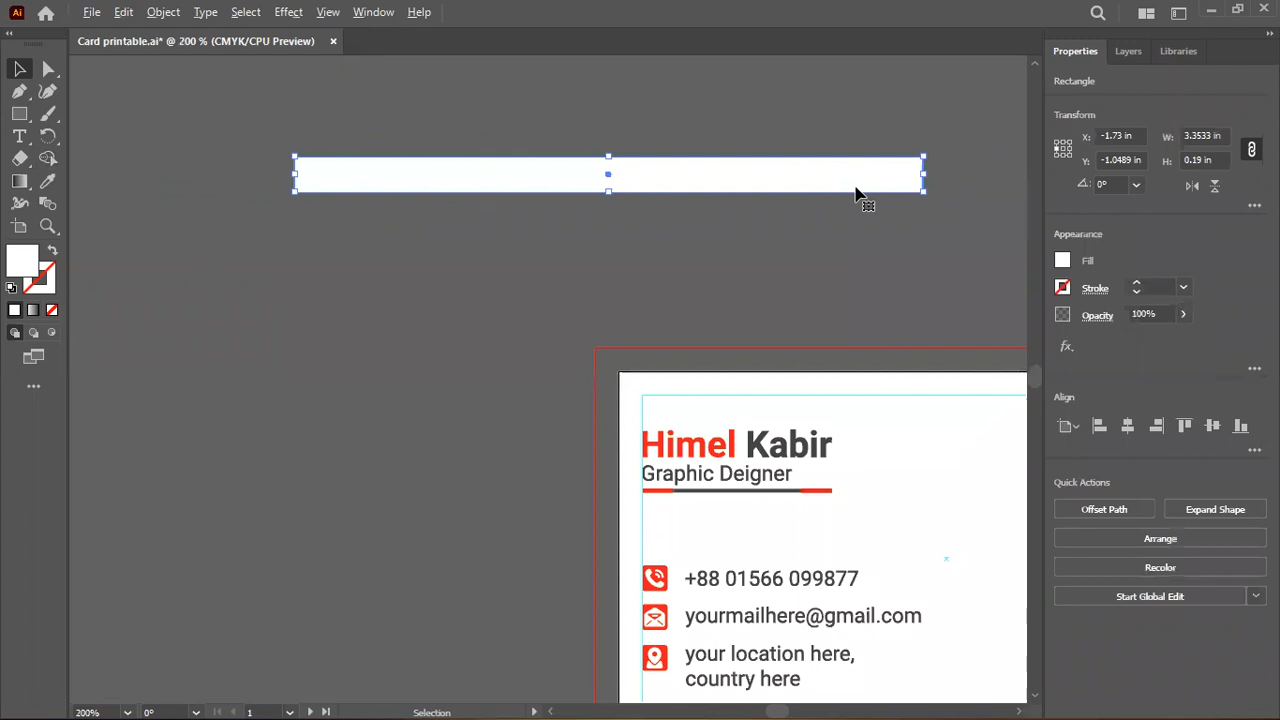 Ai File Edit Object Type Select Effect View Window Help
Card printable.ai* @ 200 % (CMYK/CPU Preview) ×
Properties Layers Libraries
Rectangle
Transform
X: -1.73 in W: 3.3533 in
Y: -1.0489 in H: 0.19 in
0°
Appearance
Fill
Stroke
Opacity 100%
fx.
Align
Quick Actions
Offset Path Expand Shape
Arrange
Recolor
Start Global Edit
Himel Kabir
Graphic Deigner
+88 01566 099877
yourmailhere@gmail.com
your location here,
country here
200% 0° 1 Selection